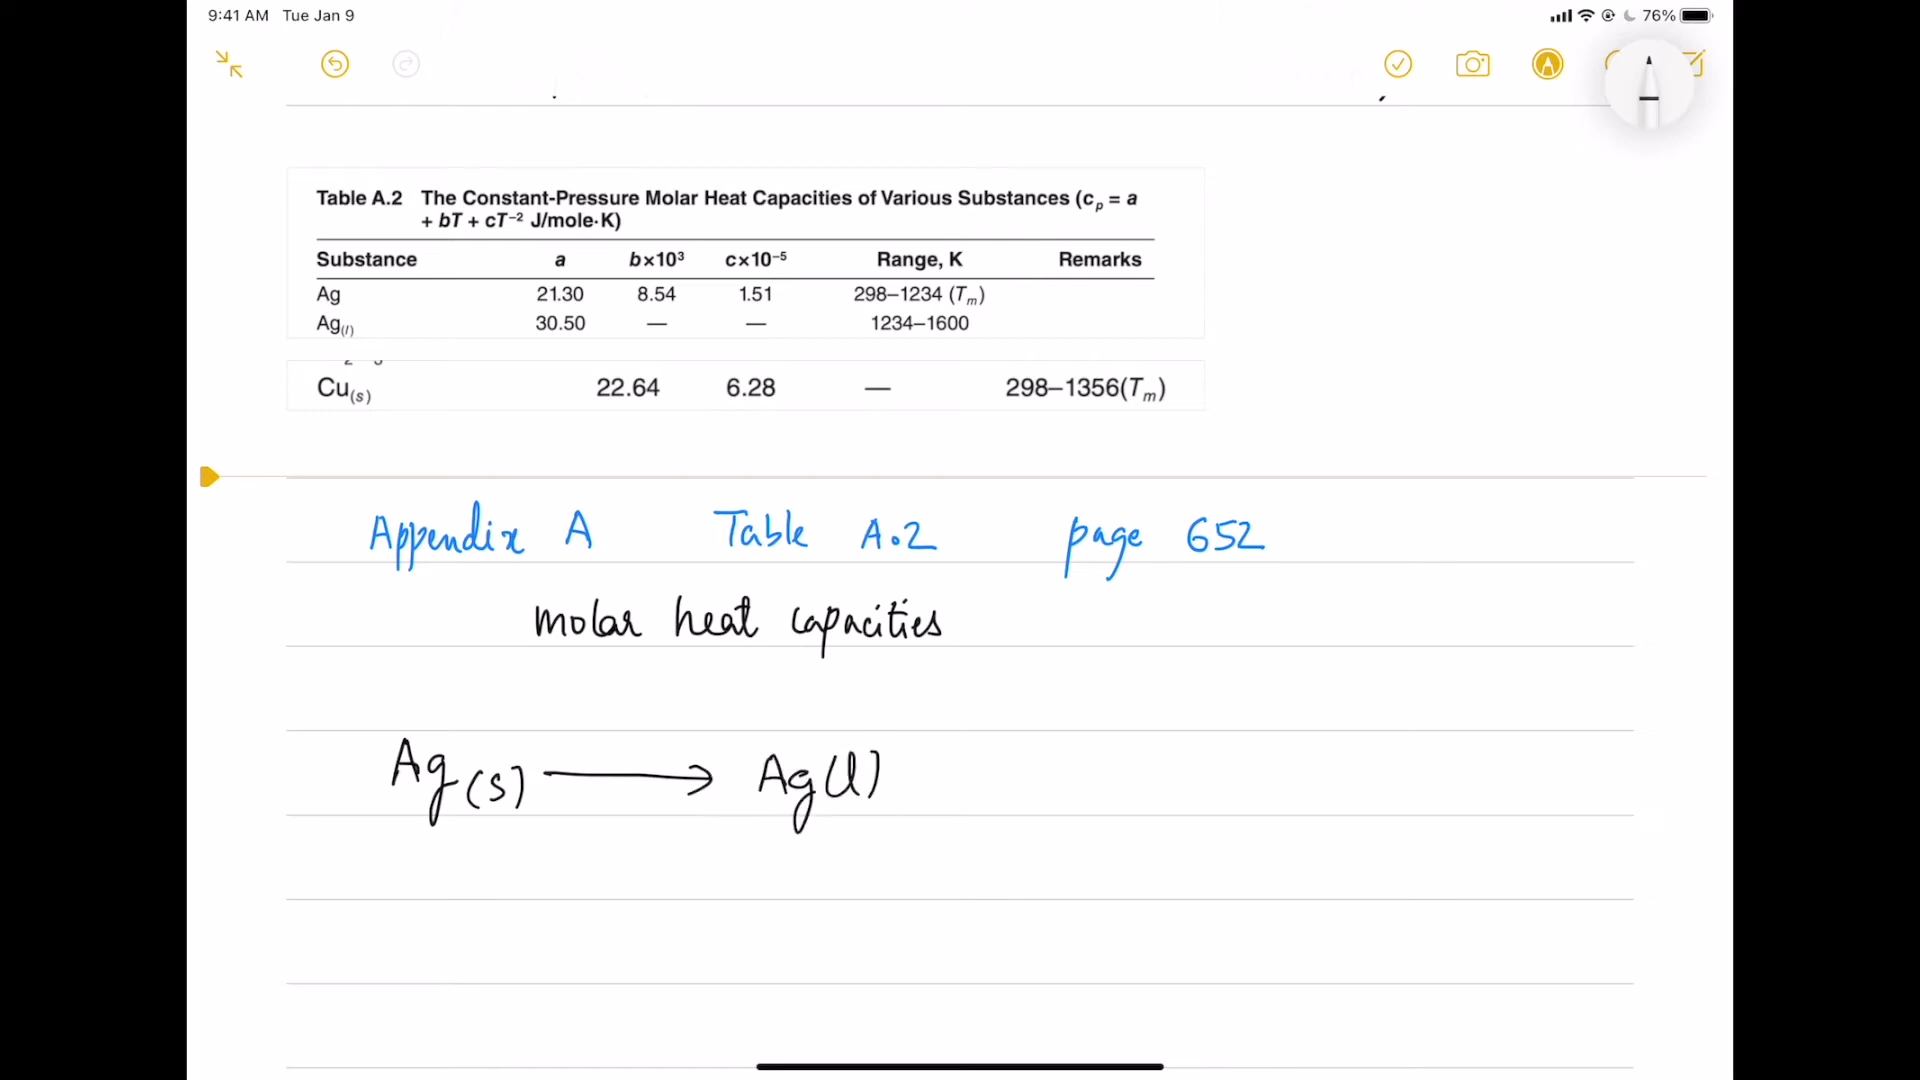 9:41 AM Tue Jan 9 76%
Table A.2 The Constant-Pressure Molar Heat Capacities of Various Substances (cₚ = a
+ bT + cT⁻² J/mole·K)
Substance a b×10³ c×10⁻⁵ Range, K Remarks
Ag 21.30 8.54 1.51 298–1234 (Tₘ)
Ag₍ₗ₎ 30.50 — — 1234–1600
Cu₍ₛ₎ 22.64 6.28 — 298–1356(Tₘ)
Appendix A Table A.2 page 652
molar heat capacities
Ag(s) ⟶ Ag(l)